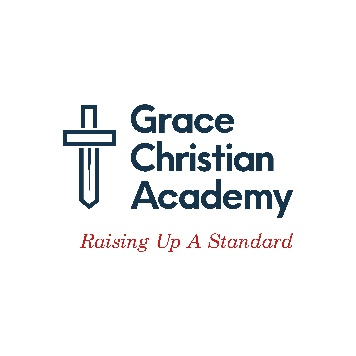 Grace
Christian
Academy
Raising Up A Standard